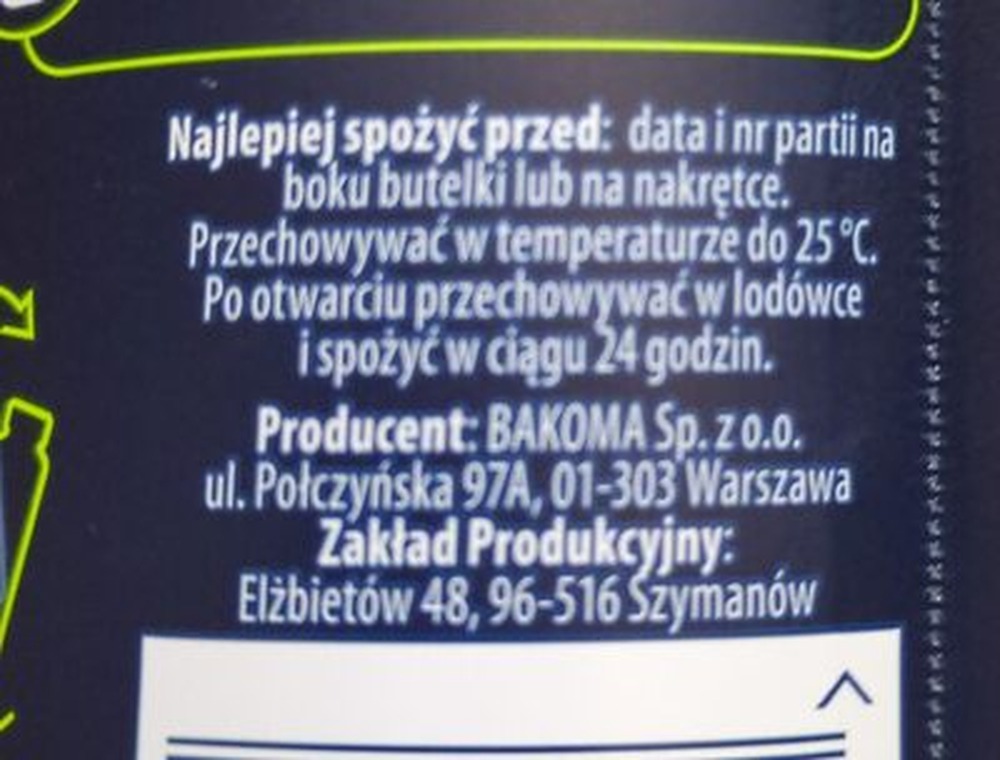 Najlepiej spożyć przed: data i nr partii na
boku butelki lub na nakrętce.
Przechowywać w temperaturze do 25 °C.
Po otwarciu przechowywać w lodówce
i spożyć w ciągu 24 godzin.
Producent: BAKOMA Sp. z o.o.
ul. Połczyńska 97A, 01-303 Warszawa
Zakład Produkcyjny:
Elżbietów 48, 96-516 Szymanów